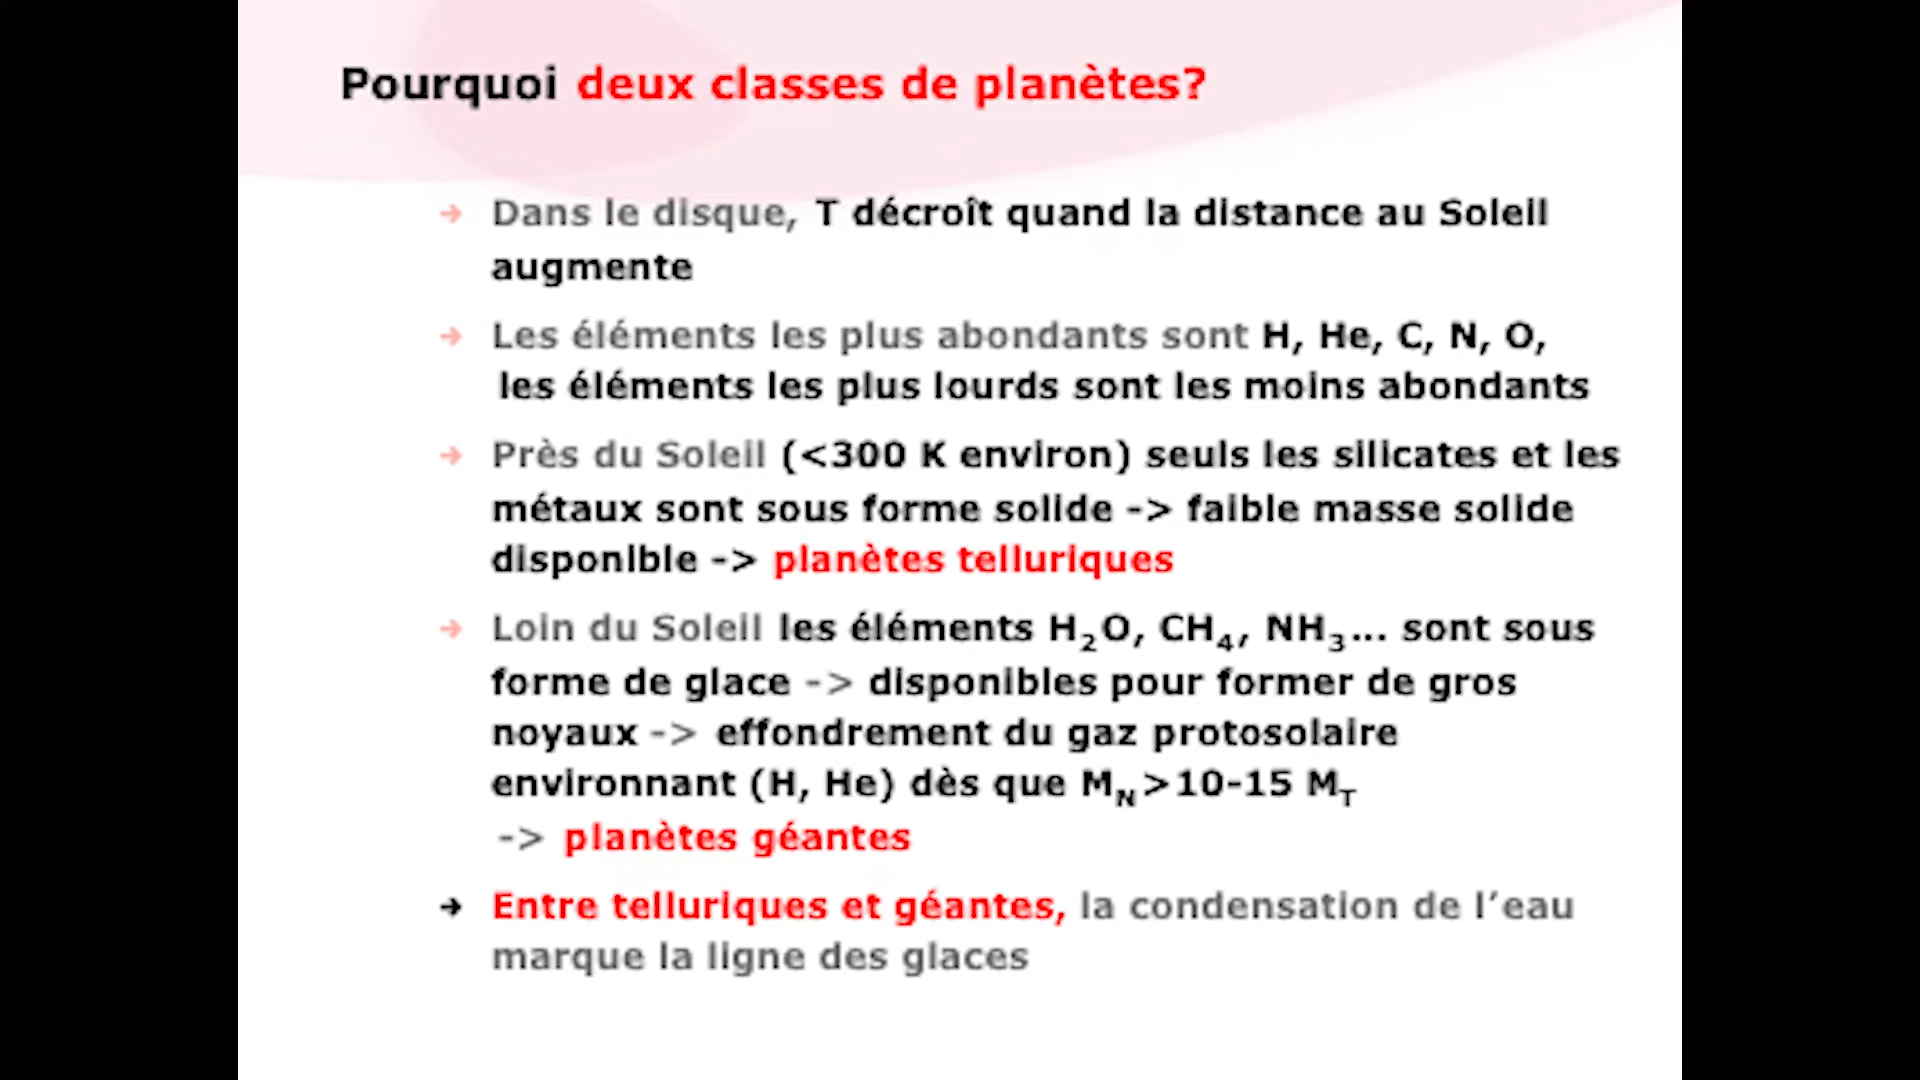 Pourquoi deux classes de planètes?
→ Dans le disque, T décroît quand la distance au Soleil
augmente
→ Les éléments les plus abondants sont H, He, C, N, O,
les éléments les plus lourds sont les moins abondants
→ Près du Soleil (<300 K environ) seuls les silicates et les
métaux sont sous forme solide -> faible masse solide
disponible -> planètes telluriques
→ Loin du Soleil les éléments H₂O, CH₄, NH₃... sont sous
forme de glace -> disponibles pour former de gros
noyaux -> effondrement du gaz protosolaire
environnant (H, He) dès que M_N>10-15 M_T
-> planètes géantes
→ Entre telluriques et géantes, la condensation de l’eau
marque la ligne des glaces